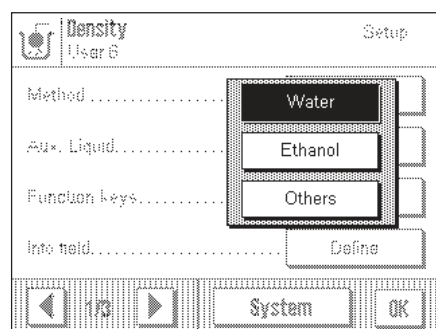 Density
User 6
Setup
Method
Water
Aux. Liquid
Ethanol
Function keys
Others
Info field
Define
1/3
System
OK